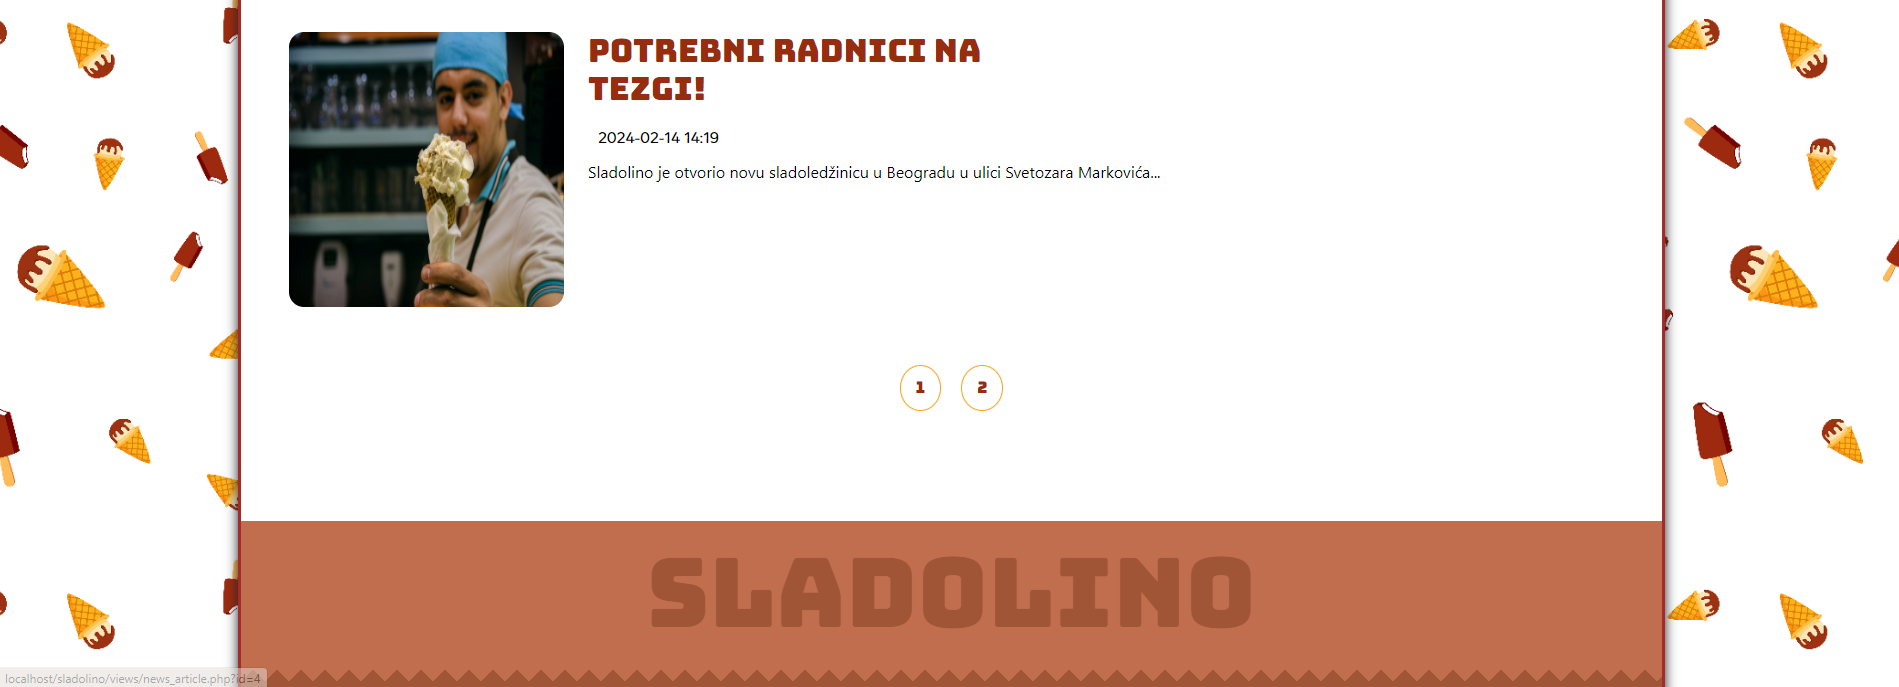 POTREBNI RADNICI NA
TEZGI!
2024-02-14 14:19
Sladolino je otvorio novu sladoledžinicu u Beogradu u ulici Svetozara Markovića...
1 2
SLADOLINO
localhost/sladolino/views/news_article.php?id=4